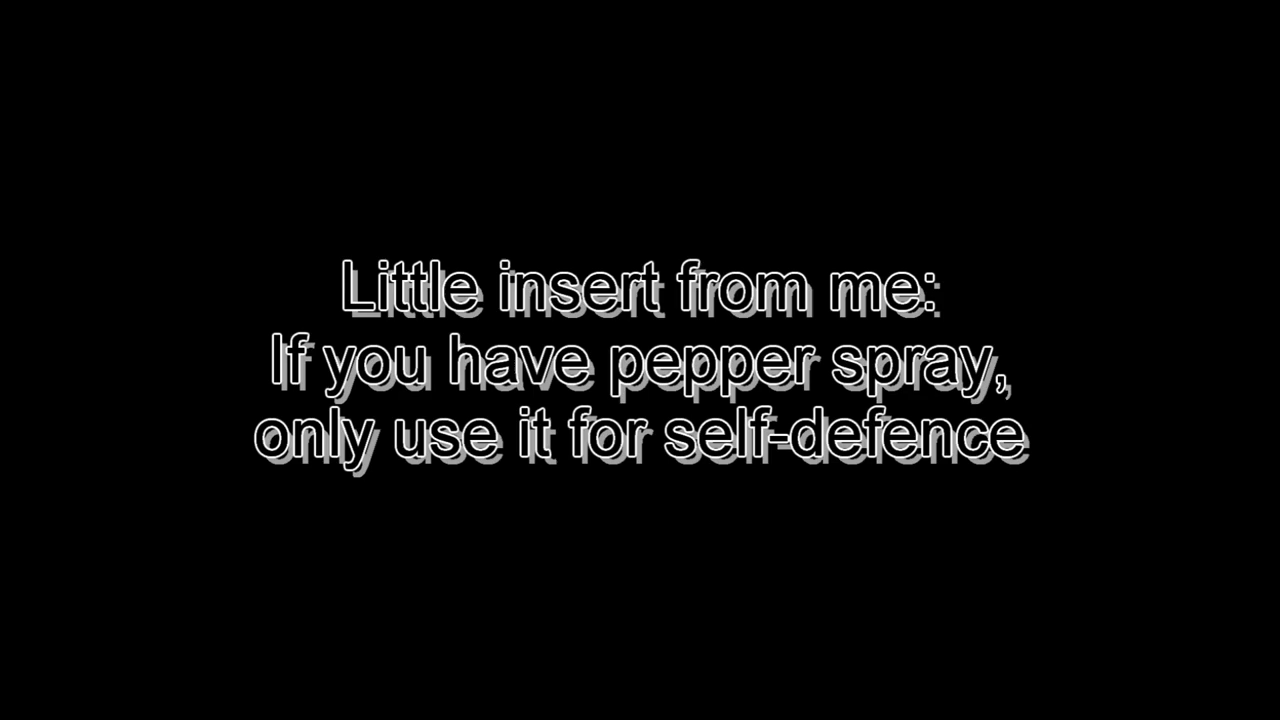 Little insert from me:
If you have pepper spray,
only use it for self-defence